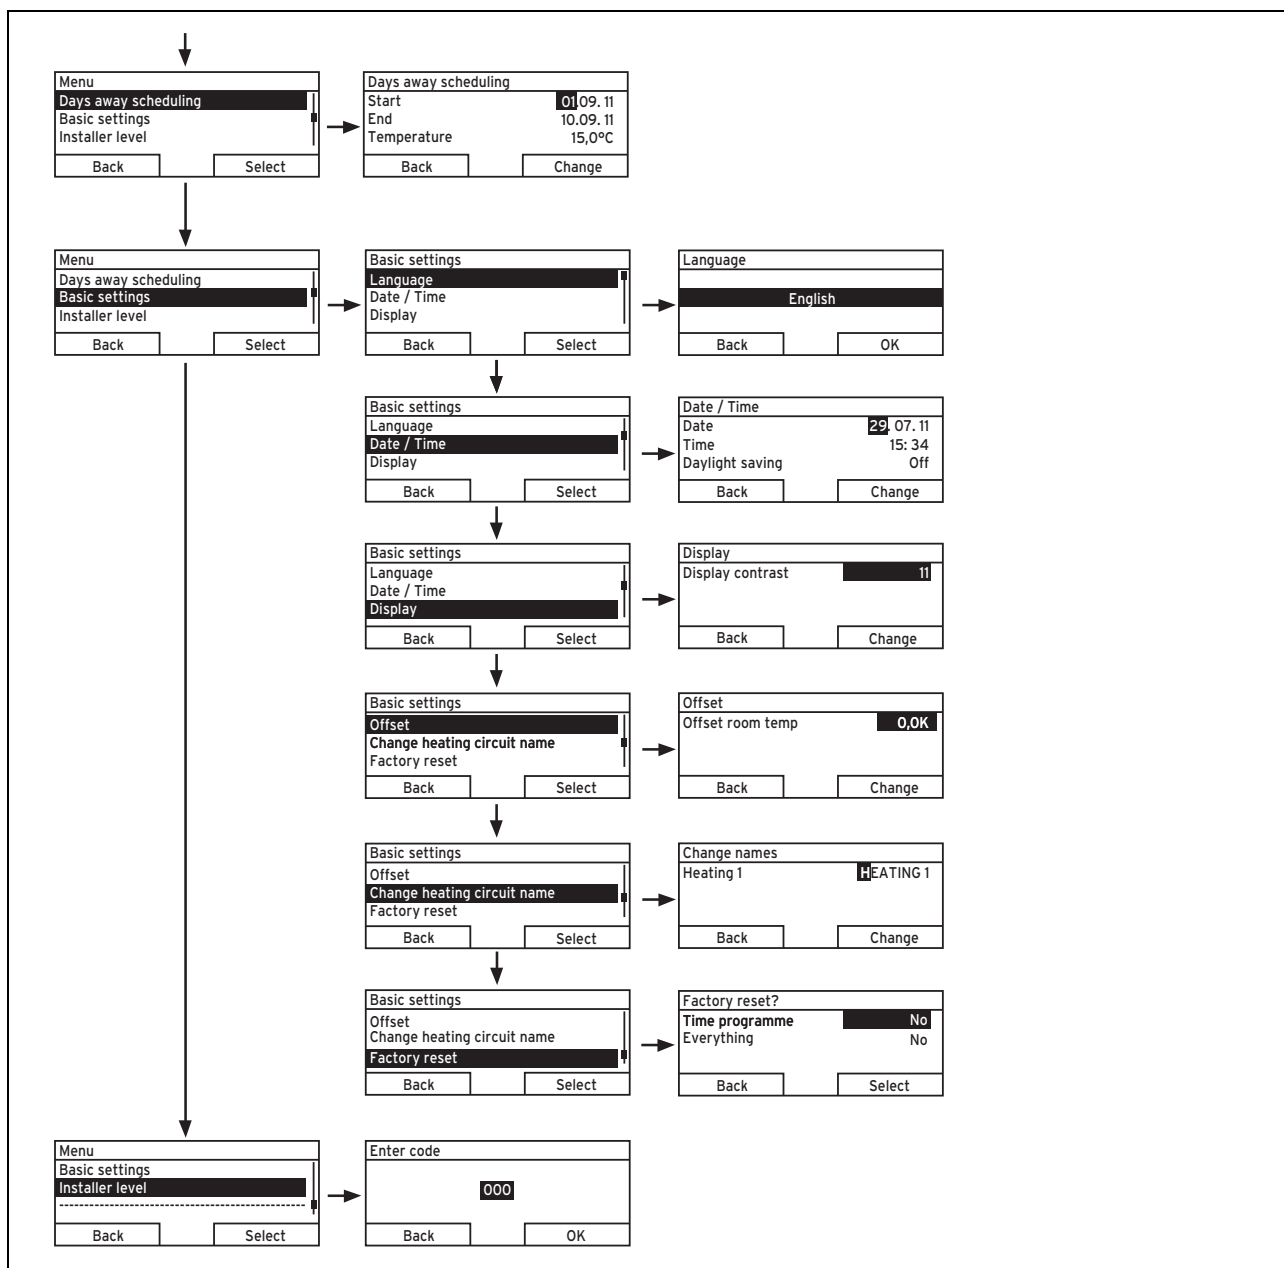 Menu
Days away scheduling
Basic settings
Installer level
Back Select
Days away scheduling
Start 01.09.11
End 10.09.11
Temperature 15,0°C
Back Change
Menu
Days away scheduling
Basic settings
Installer level
Back Select
Basic settings
Language
Date / Time
Display
Back Select
Language
English
Back OK
Basic settings
Language
Date / Time
Display
Back Select
Date / Time
Date 29. 07. 11
Time 15: 34
Daylight saving Off
Back Change
Basic settings
Language
Date / Time
Display
Back Select
Display
Display contrast 11
Back Change
Basic settings
Offset
Change heating circuit name
Factory reset
Back Select
Offset
Offset room temp 0,0K
Back Change
Basic settings
Offset
Change heating circuit name
Factory reset
Back Select
Change names
Heating 1 HEATING 1
Back Change
Basic settings
Offset
Change heating circuit name
Factory reset
Back Select
Factory reset?
Time programme No
Everything No
Back Select
Menu
Basic settings
Installer level
Back Select
Enter code
000
Back OK